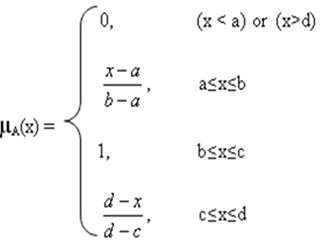 0, (x < a) or (x>d)
x − a
b − a , a≤x≤b
μA(x) =
1, b≤x≤c
d − x
d − c , c≤x≤d